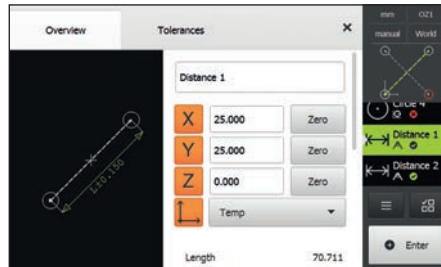 Overview
Tolerances
Distance 1
X 25.000 Zero
Y 25.000 Zero
Z 0.000 Zero
Temp
Length 70.711
L±0.150
mm OZ1
manual World
Circle 4
Distance 1
Distance 2
Enter